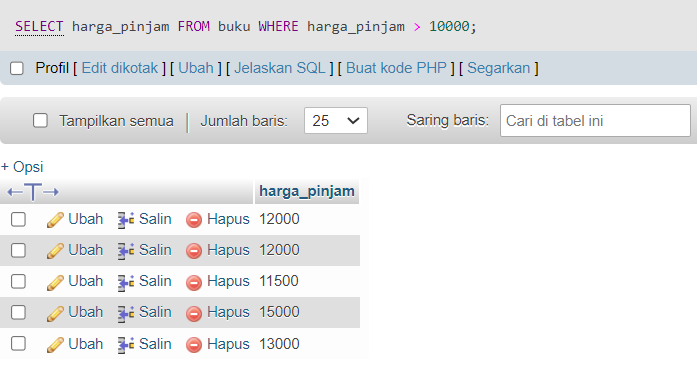 SELECT harga_pinjam FROM buku WHERE harga_pinjam > 10000;
Profil [ Edit dikotak ] [ Ubah ] [ Jelaskan SQL ] [ Buat kode PHP ] [ Segarkan ]
Tampilkan semua | Jumlah baris: 25 Saring baris: Cari di tabel ini
+ Opsi
←T→ harga_pinjam
Ubah Salin Hapus 12000
Ubah Salin Hapus 12000
Ubah Salin Hapus 11500
Ubah Salin Hapus 15000
Ubah Salin Hapus 13000